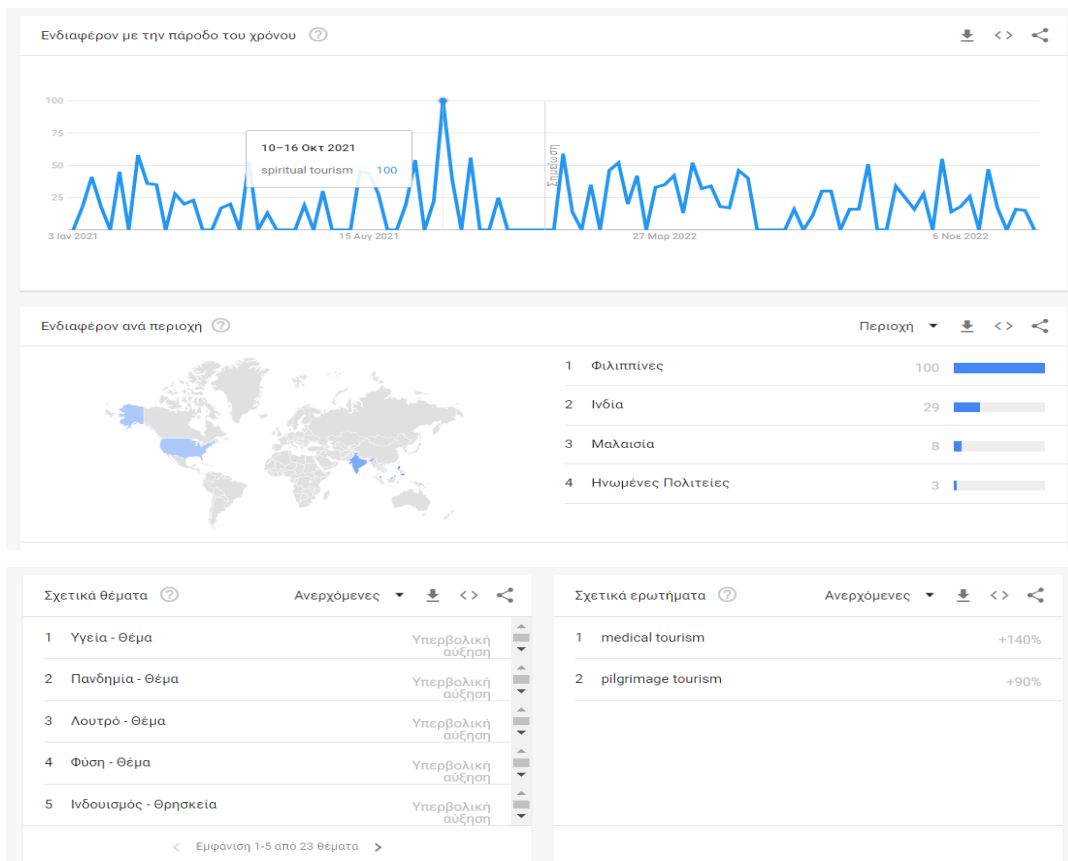 Ενδιαφέρον με την πάροδο του χρόνου ?
100
75
50
25
10–16 Οκτ 2021
spiritual tourism 100
Σημείωση
3 Ιαν 2021 15 Αυγ 2021 27 Μαρ 2022 6 Νοε 2022
Ενδιαφέρον ανά περιοχή ? Περιοχή
1 Φιλιππίνες 100
2 Ινδία 29
3 Μαλαισία 8
4 Ηνωμένες Πολιτείες 3
Σχετικά θέματα ? Ανερχόμενες
1 Υγεία - Θέμα Υπερβολική
αύξηση
2 Πανδημία - Θέμα Υπερβολική
αύξηση
3 Λουτρό - Θέμα Υπερβολική
αύξηση
4 Φύση - Θέμα Υπερβολική
αύξηση
5 Ινδουισμός - Θρησκεία Υπερβολική
αύξηση
Εμφάνιση 1-5 από 23 θέματα
Σχετικά ερωτήματα ? Ανερχόμενες
1 medical tourism +140%
2 pilgrimage tourism +90%